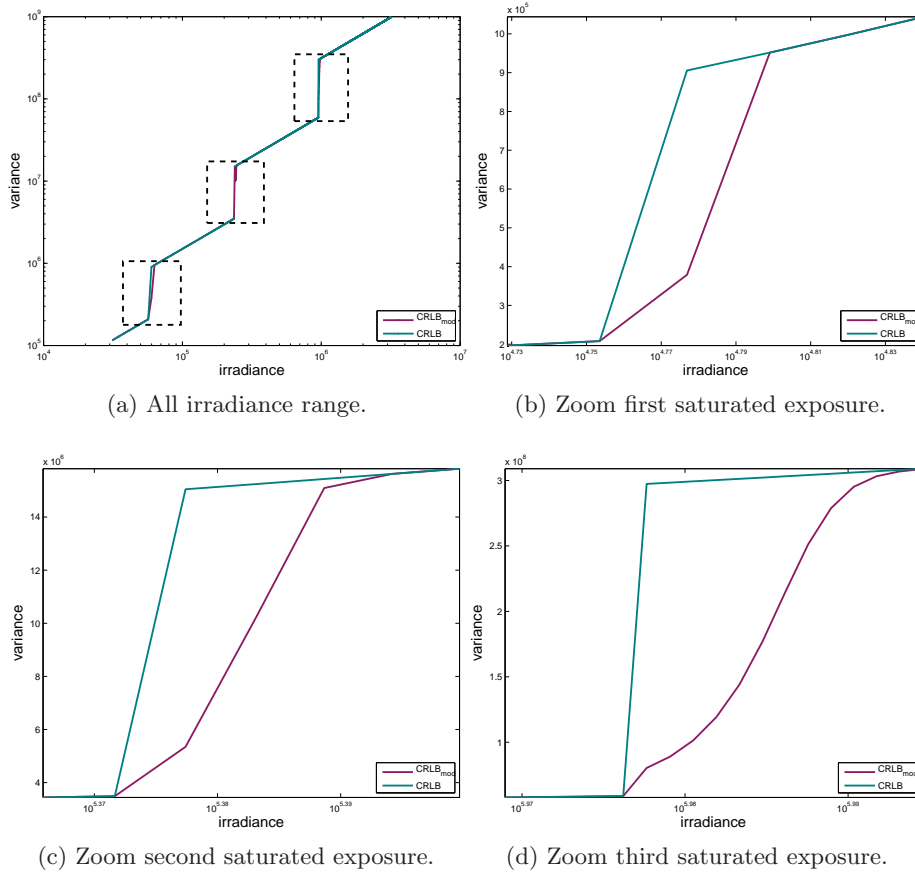 10^9
10^8
10^7
10^6
10^5
variance
10^4
10^5
10^6
10^7
irradiance
CRLB_mod
CRLB
(a) All irradiance range.
x 10^5
10
9
8
7
6
5
4
3
2
variance
10^4.73
10^4.75
10^4.77
10^4.79
10^4.81
10^4.83
irradiance
CRLB_mod
CRLB
(b) Zoom first saturated exposure.
x 10^6
14
12
10
8
6
4
variance
10^5.37
10^5.38
10^5.39
irradiance
CRLB_mod
CRLB
(c) Zoom second saturated exposure.
x 10^8
3
2.5
2
1.5
1
variance
10^5.97
10^5.98
10^5.99
irradiance
CRLB_mod
CRLB
(d) Zoom third saturated exposure.